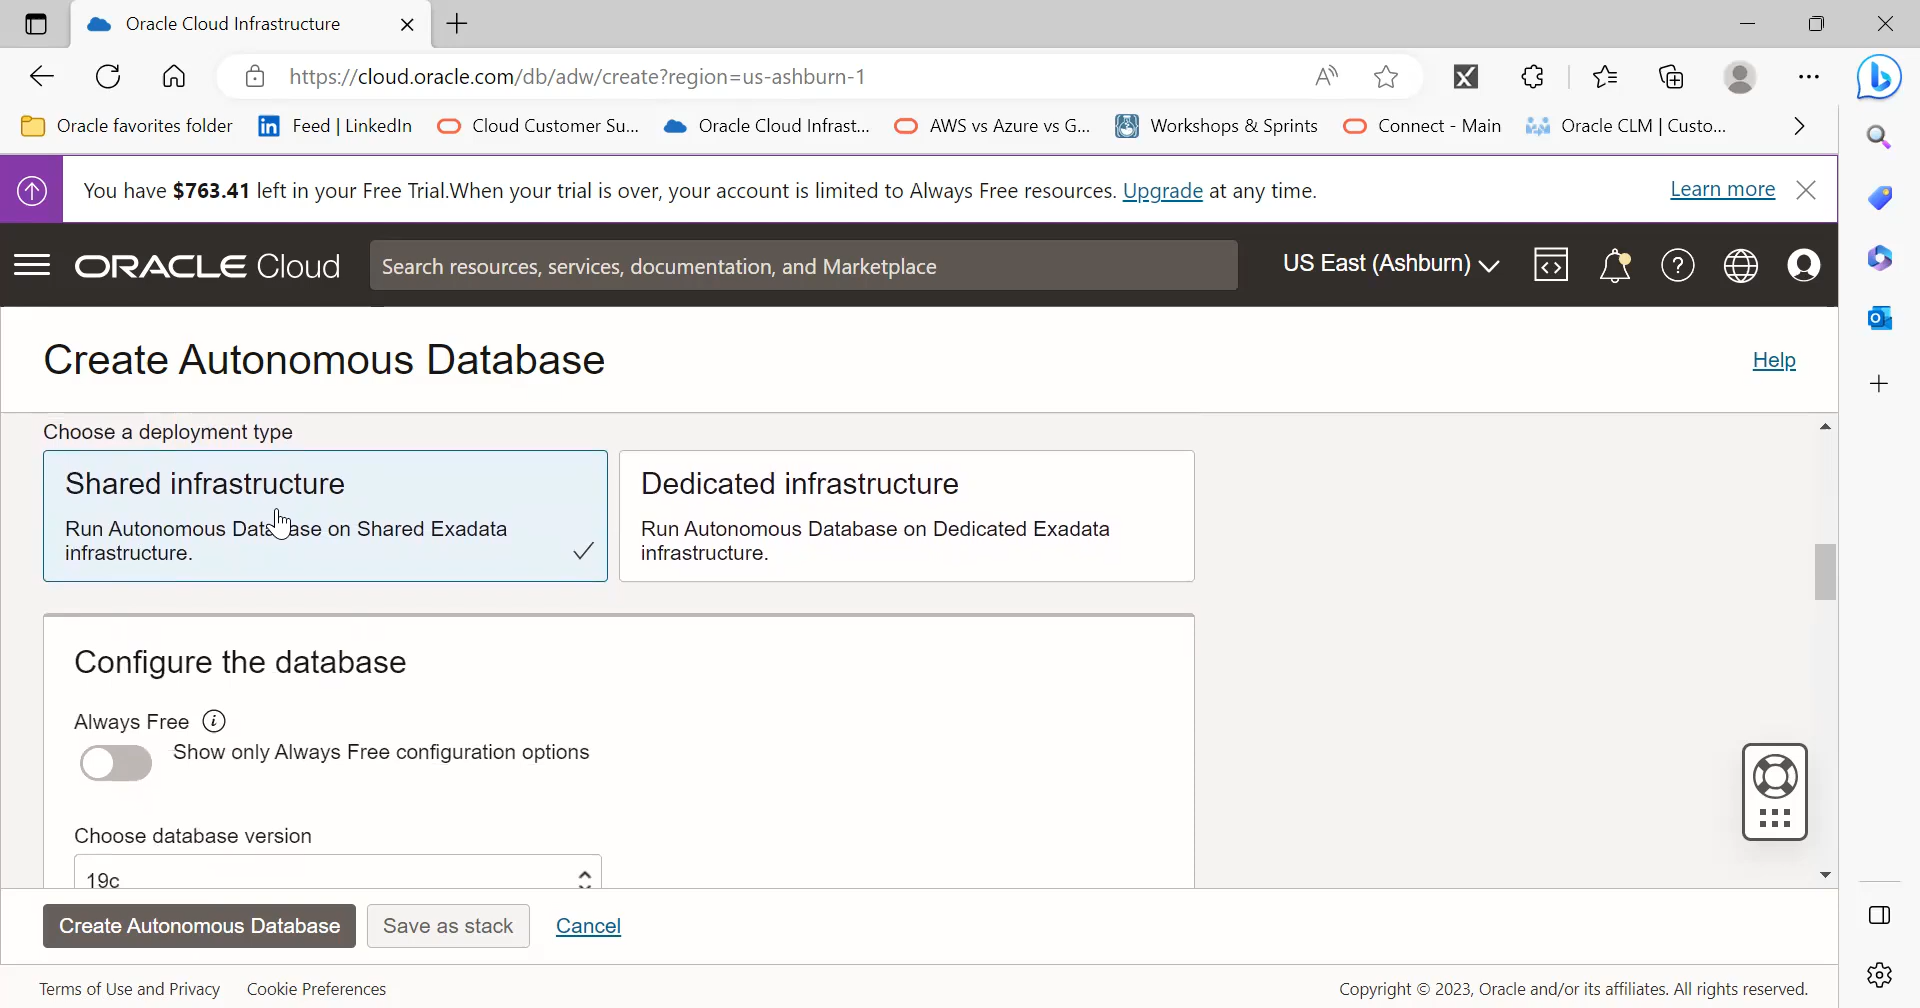 Oracle Cloud Infrastructure
https://cloud.oracle.com/db/adw/create?region=us-ashburn-1
Oracle favorites folder
Feed | LinkedIn
Cloud Customer Su...
Oracle Cloud Infrast...
AWS vs Azure vs G...
Workshops & Sprints
Connect - Main
Oracle CLM | Custo...
You have $763.41 left in your Free Trial.When your trial is over, your account is limited to Always Free resources. Upgrade at any time.
Learn more
ORACLE Cloud
Search resources, services, documentation, and Marketplace
US East (Ashburn)
Create Autonomous Database
Help
Choose a deployment type
Shared infrastructure
Run Autonomous Database on Shared Exadata
infrastructure.
Dedicated infrastructure
Run Autonomous Database on Dedicated Exadata
infrastructure.
Configure the database
Always Free
Show only Always Free configuration options
Choose database version
19c
Create Autonomous Database
Save as stack
Cancel
Terms of Use and Privacy
Cookie Preferences
Copyright © 2023, Oracle and/or its affiliates. All rights reserved.